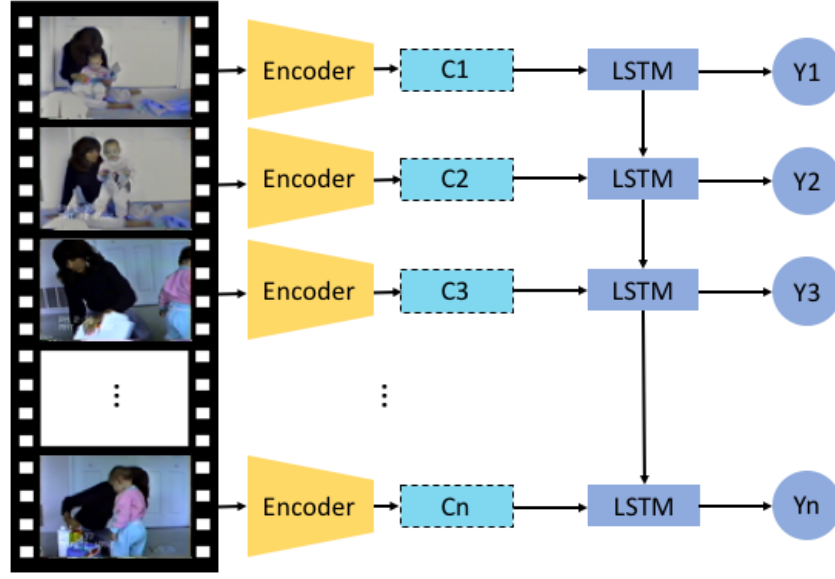 Encoder C1 LSTM Y1
Encoder C2 LSTM Y2
Encoder C3 LSTM Y3
⋮ ⋮
Encoder Cn LSTM Yn